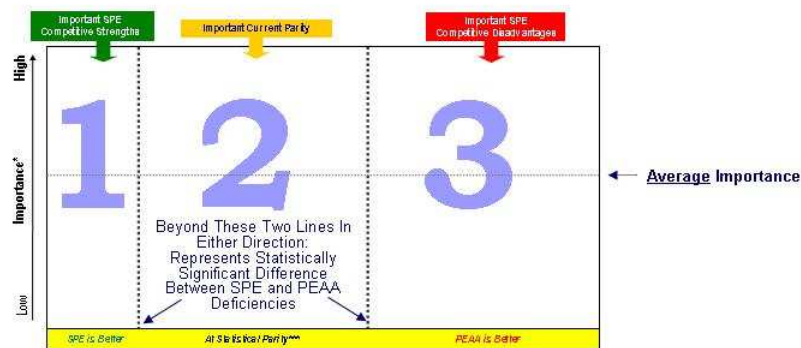 Important SPE
Competitive Strengths
Important Current Parity
Important SPE
Competitive Disadvantages
High
Importance*
Low
1
2
3
Average Importance
Beyond These Two Lines In
Either Direction:
Represents Statistically
Significant Difference
Between SPE and PEAA
Deficiencies
SPE is Better
At Statistical Parity***
PEAA is Better